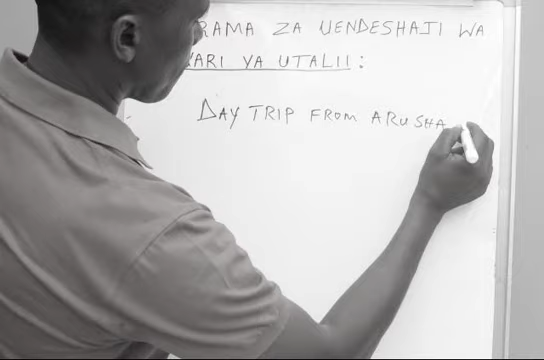 RAMA ZA UENDESHAJI WA
ARI YA UTALII :
DAY TRIP FROM ARUSHA